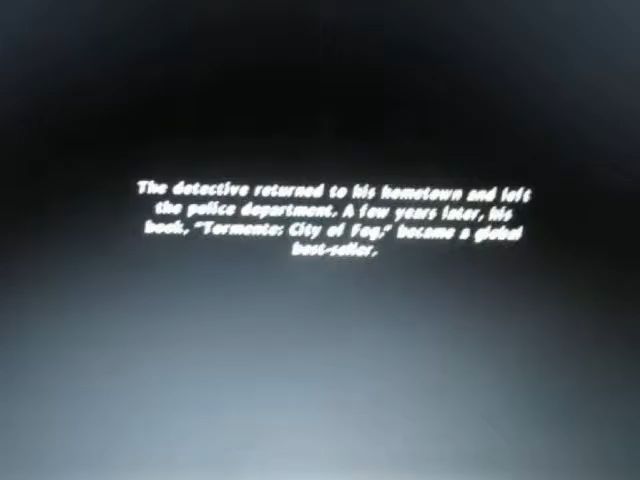 The detective returned to his hometown and left
the police department. A few years later, his
book, "Tormento: City of Fog," became a global
best-seller.